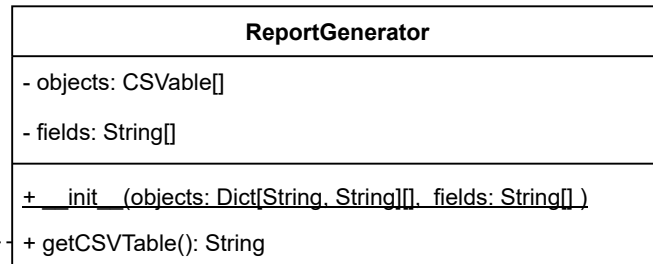 ReportGenerator
- objects: CSVable[]
- fields: String[]
+ __init__(objects: Dict[String, String][], fields: String[] )
+ getCSVTable(): String